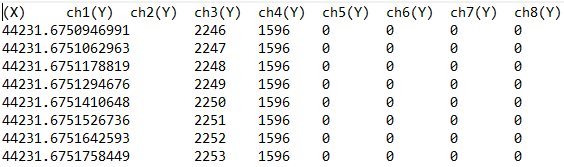 (X) ch1(Y) ch2(Y) ch3(Y) ch4(Y) ch5(Y) ch6(Y) ch7(Y) ch8(Y)
44231.6750946991 2246 1596 0 0 0 0
44231.6751062963 2247 1596 0 0 0 0
44231.6751178819 2248 1596 0 0 0 0
44231.6751294676 2249 1596 0 0 0 0
44231.6751410648 2250 1596 0 0 0 0
44231.6751526736 2251 1596 0 0 0 0
44231.6751642593 2252 1596 0 0 0 0
44231.6751758449 2253 1596 0 0 0 0